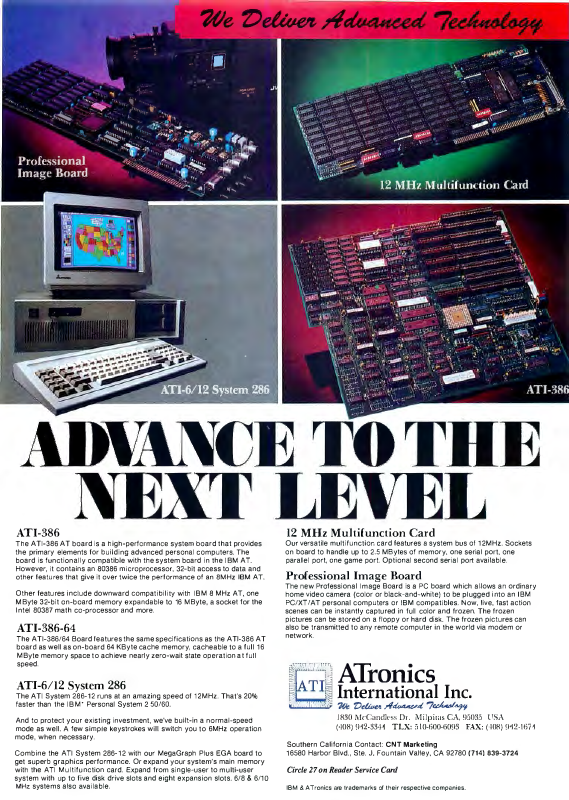 We Deliver Advanced Technology
Professional
Image Board
12 MHz Multifunction Card
ATI-6/12 System 286
ATI-386
ADVANCE TO THE
NEXT LEVEL
ATI-386
The ATI-386 AT board is a high-performance system board that provides
the primary elements for building advanced personal computers. The
board is functionally compatible with the system board in the IBM AT.
However, it contains an 80386 microprocessor, 32-bit access to data and
other features that give it over twice the performance of an 8MHz IBM AT.
Other features include downward compatibility with IBM 8 MHz AT, one
MByte 32-bit on-board memory expandable to 16 MByte, a socket for the
Intel 80387 math co-processor and more.
ATI-386-64
The ATI-386/64 Board features the same specifications as the ATI-386 AT
board as well as on-board 64 KByte cache memory, cacheable to a full 16
MByte memory space to achieve nearly zero-wait state operation at full
speed.
ATI-6/12 System 286
The ATI System 286-12 runs at an amazing speed of 12MHz. That's 20%
faster than the IBM* Personal System 2 50/60.
And to protect your existing investment, we've built-in a normal-speed
mode as well. A few simple keystrokes will switch you to 6MHz operation
mode, when necessary.
Combine the ATI System 286-12 with our MegaGraph Plus EGA board to
get superb graphics performance. Or expand your system's main memory
with the ATI Multifunction card. Expand from single-user to multi-user
system with up to five disk drive slots and eight expansion slots. 6/8 & 6/10
MHz systems also available.
12 MHz Multifunction Card
Our versatile multifunction card features a system bus of 12MHz. Sockets
on board to handle up to 2.5 MBytes of memory, one serial port, one
parallel port, one game port. Optional second serial port available.
Professional Image Board
The new Professional Image Board is a PC board which allows an ordinary
home video camera (color or black-and-white) to be plugged into an IBM
PC/XT/AT personal computers or IBM compatibles. Now, live, fast action
scenes can be instantly captured in full color and frozen. The frozen
pictures can be stored on a floppy or hard disk. The frozen pictures can
also be transmitted to any remote computer in the world via modem or
network.
ATI
ATronics
International Inc.
We Deliver Advanced Technology
1830 McCandless Dr. Milpitas CA, 95035 USA
(408) 942-3344 TLX: 510-600-6093 FAX: (408) 942-1674
Southern California Contact: CNT Marketing
16580 Harbor Blvd., Ste. J, Fountain Valley, CA 92780 (714) 839-3724
Circle 27 on Reader Service Card
IBM & ATronics are trademarks of their respective companies.